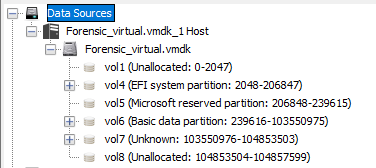 Data Sources
Forensic_virtual.vmdk_1 Host
Forensic_virtual.vmdk
vol1 (Unallocated: 0-2047)
vol4 (EFI system partition: 2048-206847)
vol5 (Microsoft reserved partition: 206848-239615)
vol6 (Basic data partition: 239616-103550975)
vol7 (Unknown: 103550976-104853503)
vol8 (Unallocated: 104853504-104857599)